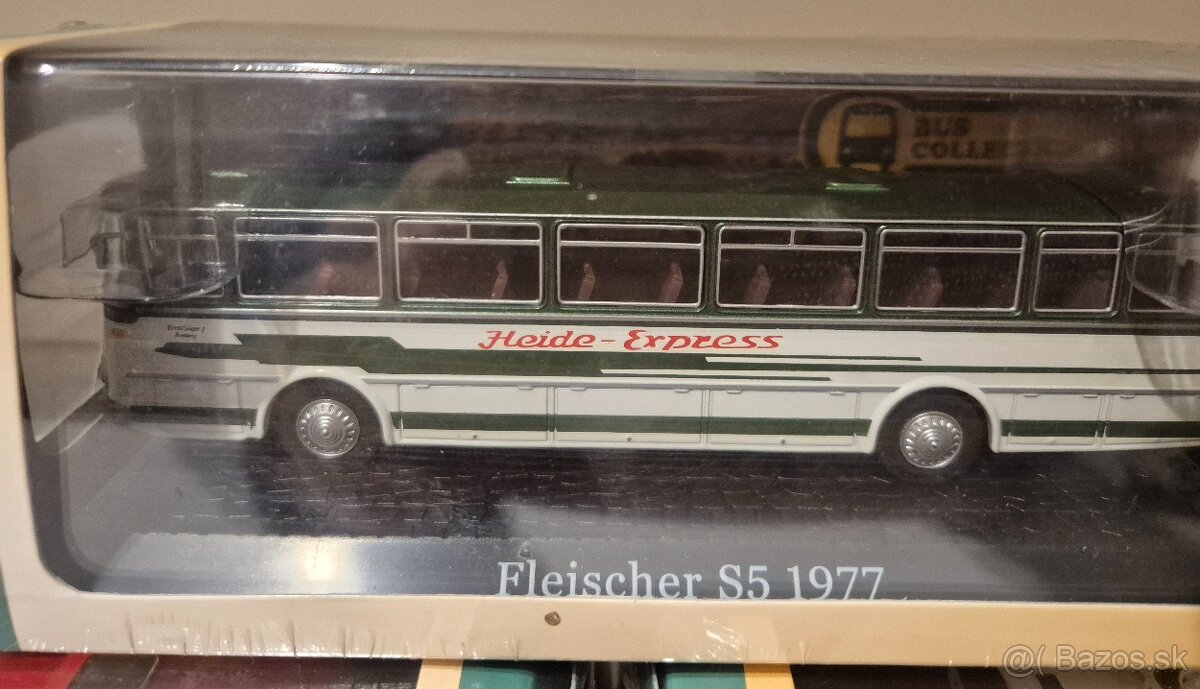 BUS
Heide-Express
Fleischer S5 1977
@( Bazos.sk